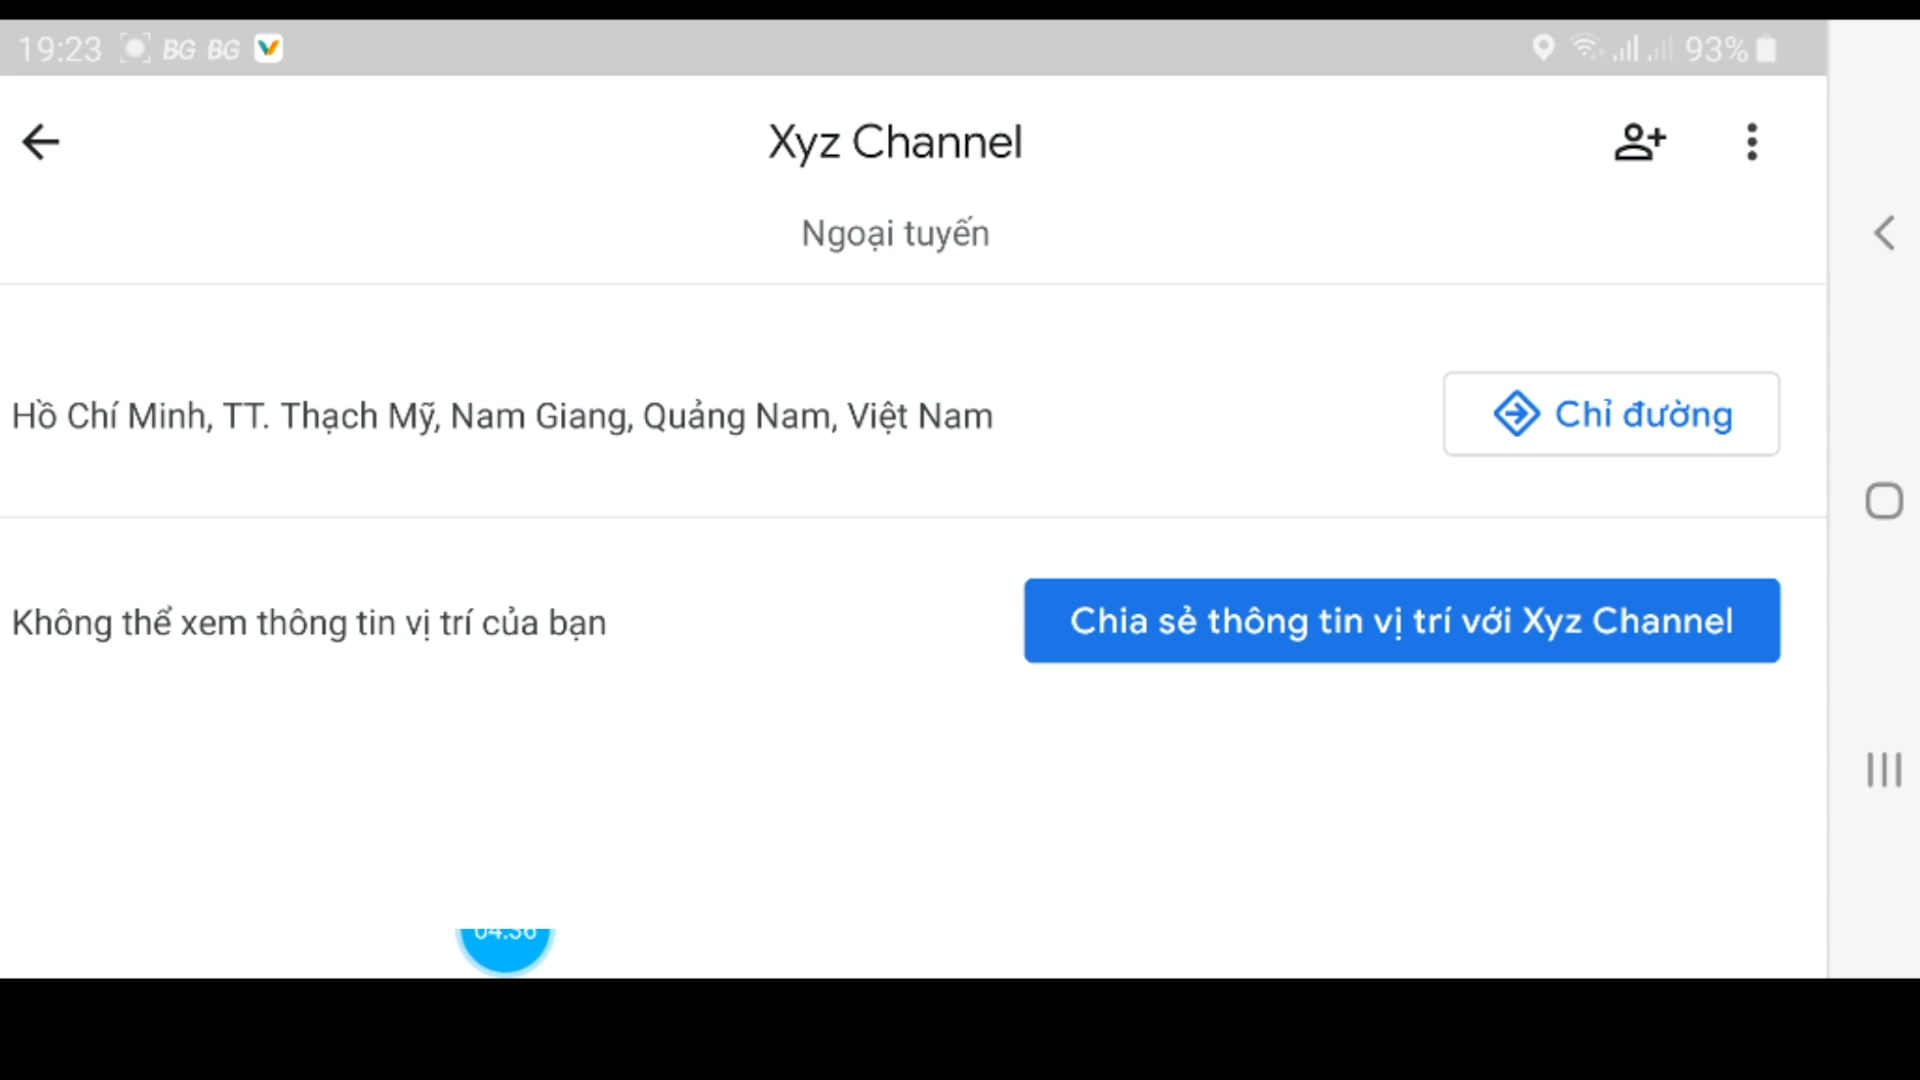 19:23 BG BG 93%
Xyz Channel
Ngoại tuyến
Hồ Chí Minh, TT. Thạch Mỹ, Nam Giang, Quảng Nam, Việt Nam
Chỉ đường
Không thể xem thông tin vị trí của bạn
Chia sẻ thông tin vị trí với Xyz Channel